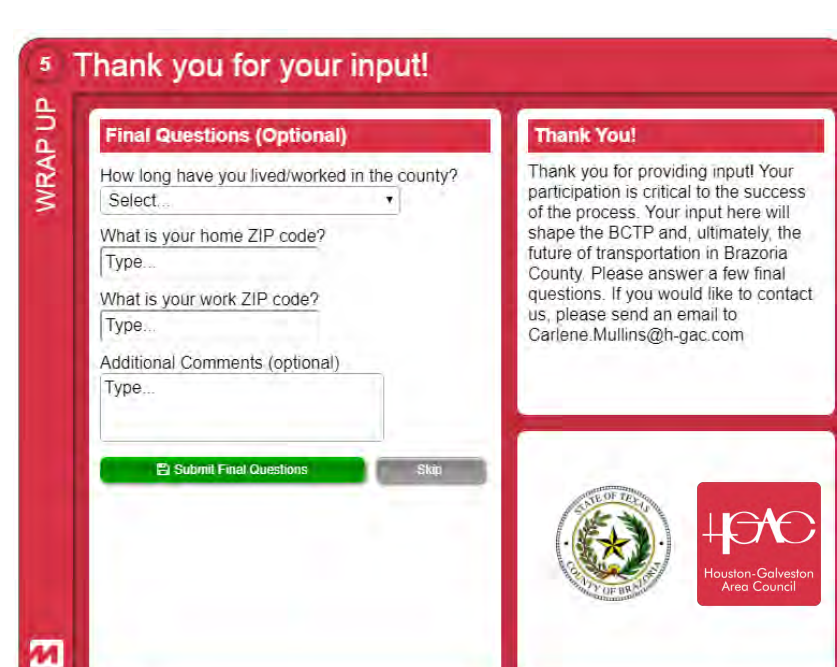 5 Thank you for your input!
WRAP UP
Final Questions (Optional)
How long have you lived/worked in the county?
Select...
What is your home ZIP code?
Type...
What is your work ZIP code?
Type...
Additional Comments (optional)
Type...
Submit Final Questions
Skip
Thank You!
Thank you for providing input! Your
participation is critical to the success
of the process. Your input here will
shape the BCTP and, ultimately, the
future of transportation in Brazoria
County. Please answer a few final
questions. If you would like to contact
us, please send an email to
Carlene.Mullins@h-gac.com
STATE OF TEXAS
COUNTY OF BRAZORIA
HGAC
Houston-Galveston
Area Council